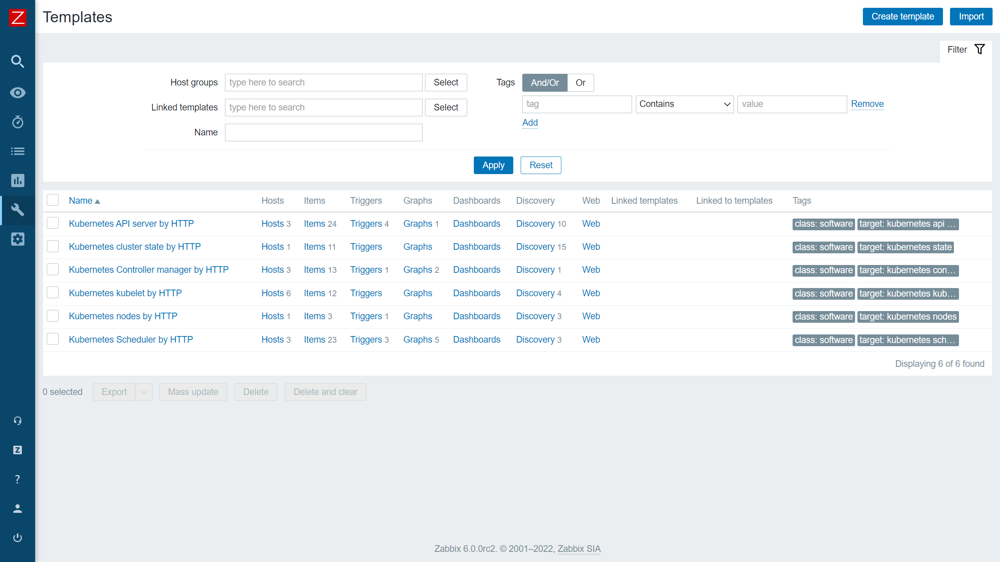 Z
Templates
Create template
Import
Filter
Host groups type here to search Select
Tags And/Or Or
Linked templates type here to search Select
tag Contains value Remove
Add
Name
Apply Reset
Name Hosts Items Triggers Graphs Dashboards Discovery Web Linked templates Linked to templates Tags
Kubernetes API server by HTTP Hosts 3 Items 24 Triggers 4 Graphs 1 Dashboards Discovery 10 Web class: software target: kubernetes api ...
Kubernetes cluster state by HTTP Hosts 1 Items 11 Triggers Graphs Dashboards Discovery 15 Web class: software target: kubernetes state
Kubernetes Controller manager by HTTP Hosts 3 Items 13 Triggers 1 Graphs 2 Dashboards Discovery 1 Web class: software target: kubernetes con...
Kubernetes kubelet by HTTP Hosts 6 Items 12 Triggers Graphs Dashboards Discovery 4 Web class: software target: kubernetes kub...
Kubernetes nodes by HTTP Hosts 1 Items 3 Triggers 1 Graphs Dashboards Discovery 3 Web class: software target: kubernetes nodes
Kubernetes Scheduler by HTTP Hosts 3 Items 23 Triggers 3 Graphs 5 Dashboards Discovery 3 Web class: software target: kubernetes sch...
Displaying 6 of 6 found
0 selected Export Mass update Delete Delete and clear
Z
?
Zabbix 6.0.0rc2. © 2001–2022, Zabbix SIA